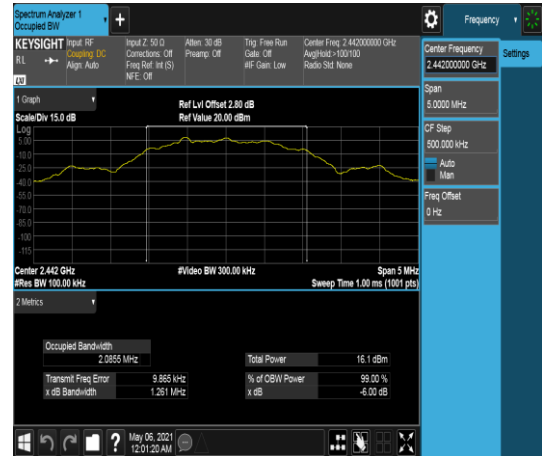 Spectrum Analyzer 1
Occupied BW
+
Frequency
KEYSIGHT
RL
LXI
Input: RF
Coupling: DC
Align: Auto
Input Z: 50 Ω
Corrections: Off
Freq Ref: Int (S)
NFE: Off
Atten: 30 dB
Preamp: Off
Trig: Free Run
Gate: Off
#IF Gain: Low
Center Freq: 2.442000000 GHz
Avg|Hold:>100/100
Radio Std: None
Center Frequency
2.442000000 GHz
Settings
Span
5.0000 MHz
CF Step
500.000 kHz
Auto
Man
Freq Offset
0 Hz
1 Graph
Scale/Div 15.0 dB
Ref Lvl Offset 2.80 dB
Ref Value 20.00 dBm
Log
5.00
-10.0
-25.0
-40.0
-55.0
-70.0
-85.0
-100
-115
Center 2.442 GHz
#Res BW 100.00 kHz
#Video BW 300.00 kHz
Span 5 MHz
Sweep Time 1.00 ms (1001 pts)
2 Metrics
Occupied Bandwidth
2.0855 MHz
Total Power 16.1 dBm
Transmit Freq Error 9.865 kHz
% of OBW Power 99.00 %
x dB Bandwidth 1.261 MHz
x dB -6.00 dB
?
May 06, 2021
12:01:20 AM